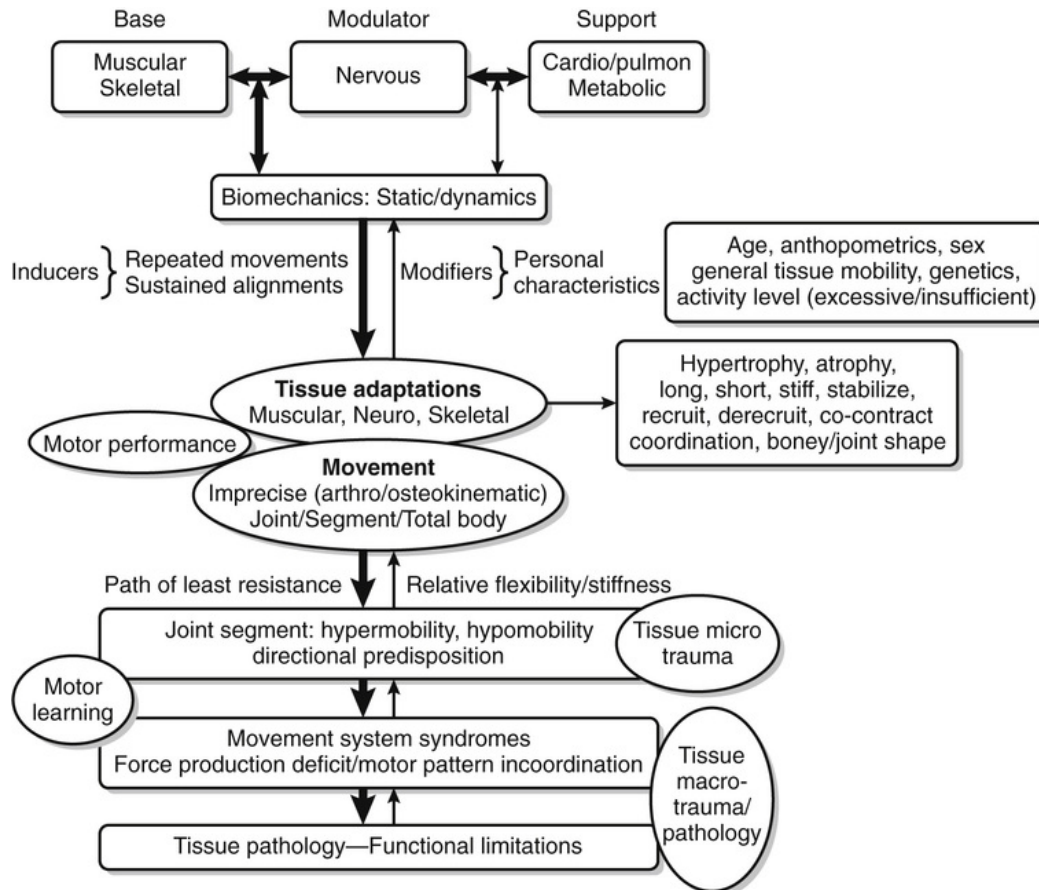 Base
Modulator
Support
Muscular
Skeletal
Nervous
Cardio/pulmon
Metabolic
Biomechanics: Static/dynamics
Inducers
Repeated movements
Sustained alignments
Modifiers
Personal
characteristics
Age, anthopometrics, sex
general tissue mobility, genetics,
activity level (excessive/insufficient)
Tissue adaptations
Muscular, Neuro, Skeletal
Hypertrophy, atrophy,
long, short, stiff, stabilize,
recruit, derecruit, co-contract
coordination, boney/joint shape
Motor performance
Movement
Imprecise (arthro/osteokinematic)
Joint/Segment/Total body
Path of least resistance
Relative flexibility/stiffness
Joint segment: hypermobility, hypomobility
directional predisposition
Tissue micro
trauma
Motor
learning
Movement system syndromes
Force production deficit/motor pattern incoordination
Tissue
macro-
trauma/
pathology
Tissue pathology—Functional limitations